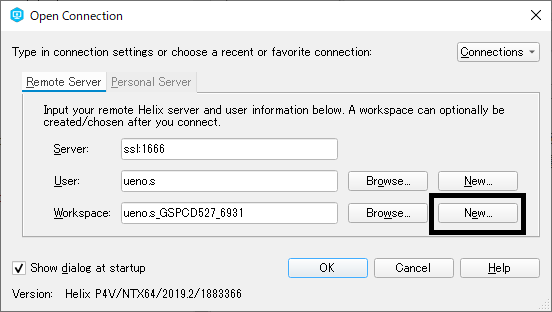 Open Connection
Type in connection settings or choose a recent or favorite connection:
Connections
Remote Server
Personal Server
Input your remote Helix server and user information below. A workspace can optionally be
created/chosen after you connect.
Server:
ssl:1666
User:
ueno.s
Browse...
New...
Workspace:
ueno.s_GSPCD527_6931
Browse...
New...
Show dialog at startup
OK
Cancel
Help
Version: Helix P4V/NTX64/2019.2/1883366